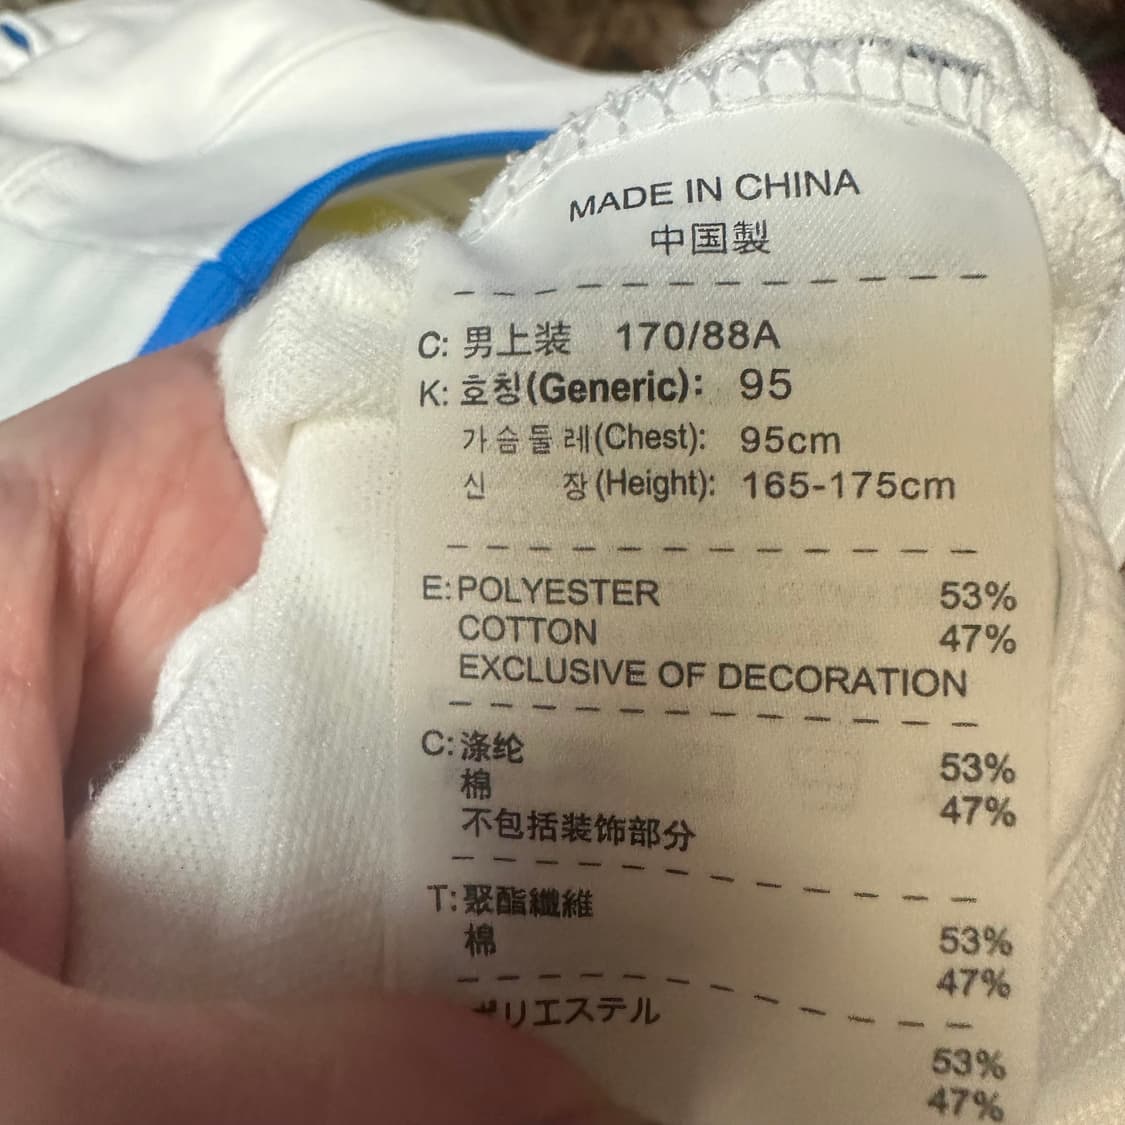 MADE IN CHINA
中国製
C: 男上装 170/88A
K: 호칭(Generic): 95
가슴둘레(Chest): 95cm
신 장(Height): 165-175cm
E: POLYESTER 53%
COTTON 47%
EXCLUSIVE OF DECORATION
C: 涤纶 53%
棉 47%
不包括装饰部分
T: 聚酯纖維 53%
棉 47%
ポリエステル 53%
47%